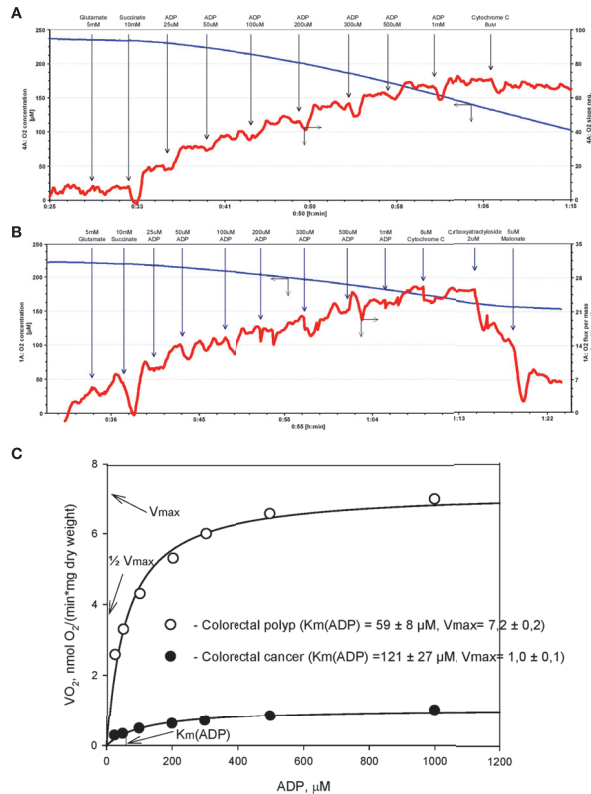 A
Glutamate Succinate ADP ADP ADP ADP ADP ADP ADP Cytochrome C
5mM 10mM 25uM 50uM 100uM 200uM 300uM 500uM 1mM 8uM
4A: O2 concentration
[µM]
250
200
150
100
50
0
100
80
60
40
20
0
4A: O2 slope neg.
0:25 0:33 0:41 0:50 0:58 1:06 1:15
0:50 [h:min]
B
5mM 10mM 25uM 50uM 100uM 200uM 300uM 500uM 1mM 8uM Carboxyatractyloside 5uM
Glutamate Succinate ADP ADP ADP ADP ADP ADP ADP Cytochrome C 2uM Malonate
1A: O2 concentration
[µM]
250
200
150
100
50
0
35
28
21
14
7
0
1A: O2 flux per mass
0:36 0:45 0:55 1:04 1:13 1:22
0:55 [h:min]
C
VO2, nmol O2/(min*mg dry weight)
8
6
4
2
0
Vmax
½ Vmax
- Colorectal polyp (Km(ADP) = 59 ± 8 µM, Vmax= 7,2 ± 0,2)
- Colorectal cancer (Km(ADP) =121 ± 27 µM, Vmax= 1,0 ± 0,1)
Km(ADP)
0 200 400 600 800 1000 1200
ADP, µM